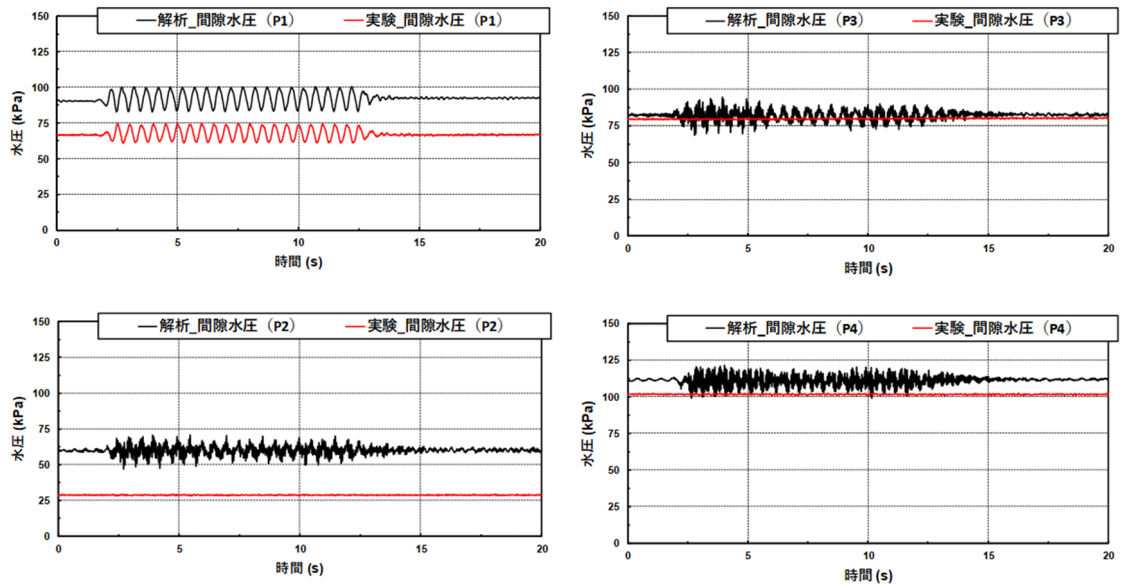 解析_間隙水圧（P1） 実験_間隙水圧（P1）
150
125
100
75
50
25
0
水圧 (kPa)
0 5 10 15 20
時間 (s)
解析_間隙水圧（P3） 実験_間隙水圧（P3）
150
125
100
75
50
25
0
水圧 (kPa)
0 5 10 15 20
時間 (s)
解析_間隙水圧（P2） 実験_間隙水圧（P2）
150
125
100
75
50
25
0
水圧 (kPa)
0 5 10 15 20
時間 (s)
解析_間隙水圧（P4） 実験_間隙水圧（P4）
150
125
100
75
50
25
0
水圧 (kPa)
0 5 10 15 20
時間 (s)